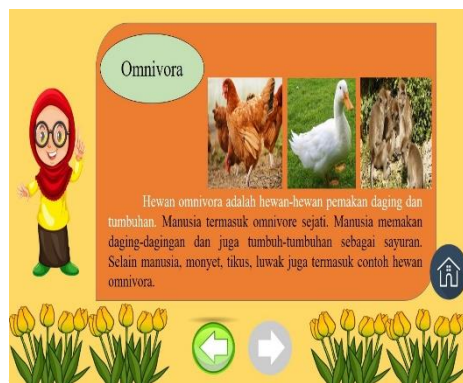 Omnivora
Hewan omnivora adalah hewan-hewan pemakan daging dan
tumbuhan. Manusia termasuk omnivore sejati. Manusia memakan
daging-dagingan dan juga tumbuh-tumbuhan sebagai sayuran.
Selain manusia, monyet, tikus, luwak juga termasuk contoh hewan
omnivora.